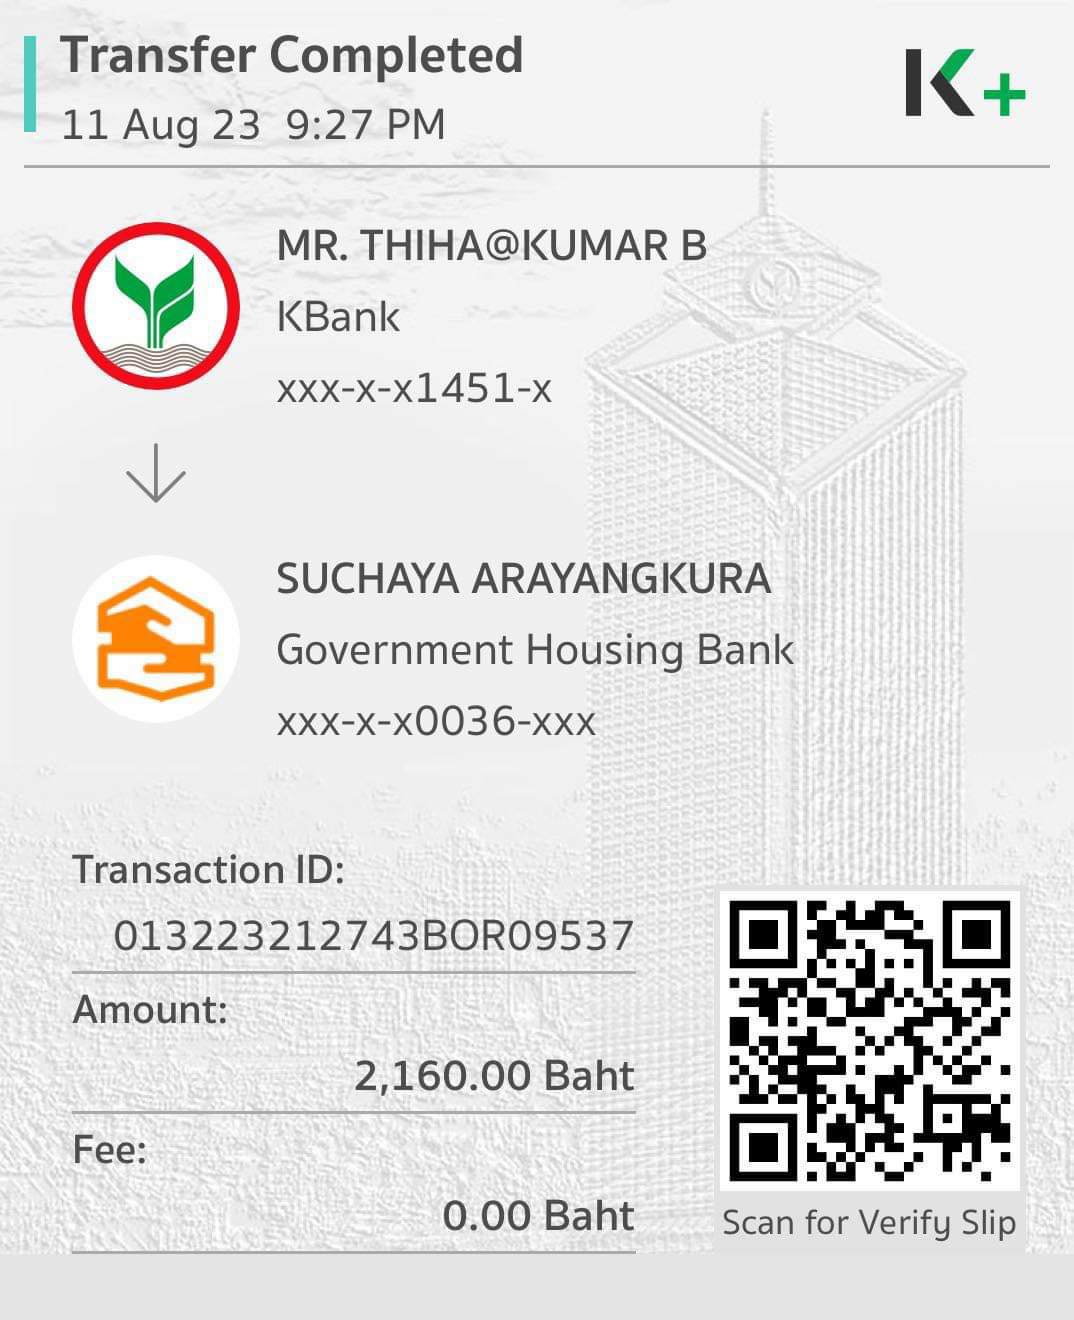 Transfer Completed
11 Aug 23 9:27 PM
K+
MR. THIHA@KUMAR B
KBank
xxx-x-x1451-x
SUCHAYA ARAYANGKURA
Government Housing Bank
xxx-x-x0036-xxx
Transaction ID:
013223212743BOR09537
Amount:
2,160.00 Baht
Fee:
0.00 Baht
Scan for Verify Slip